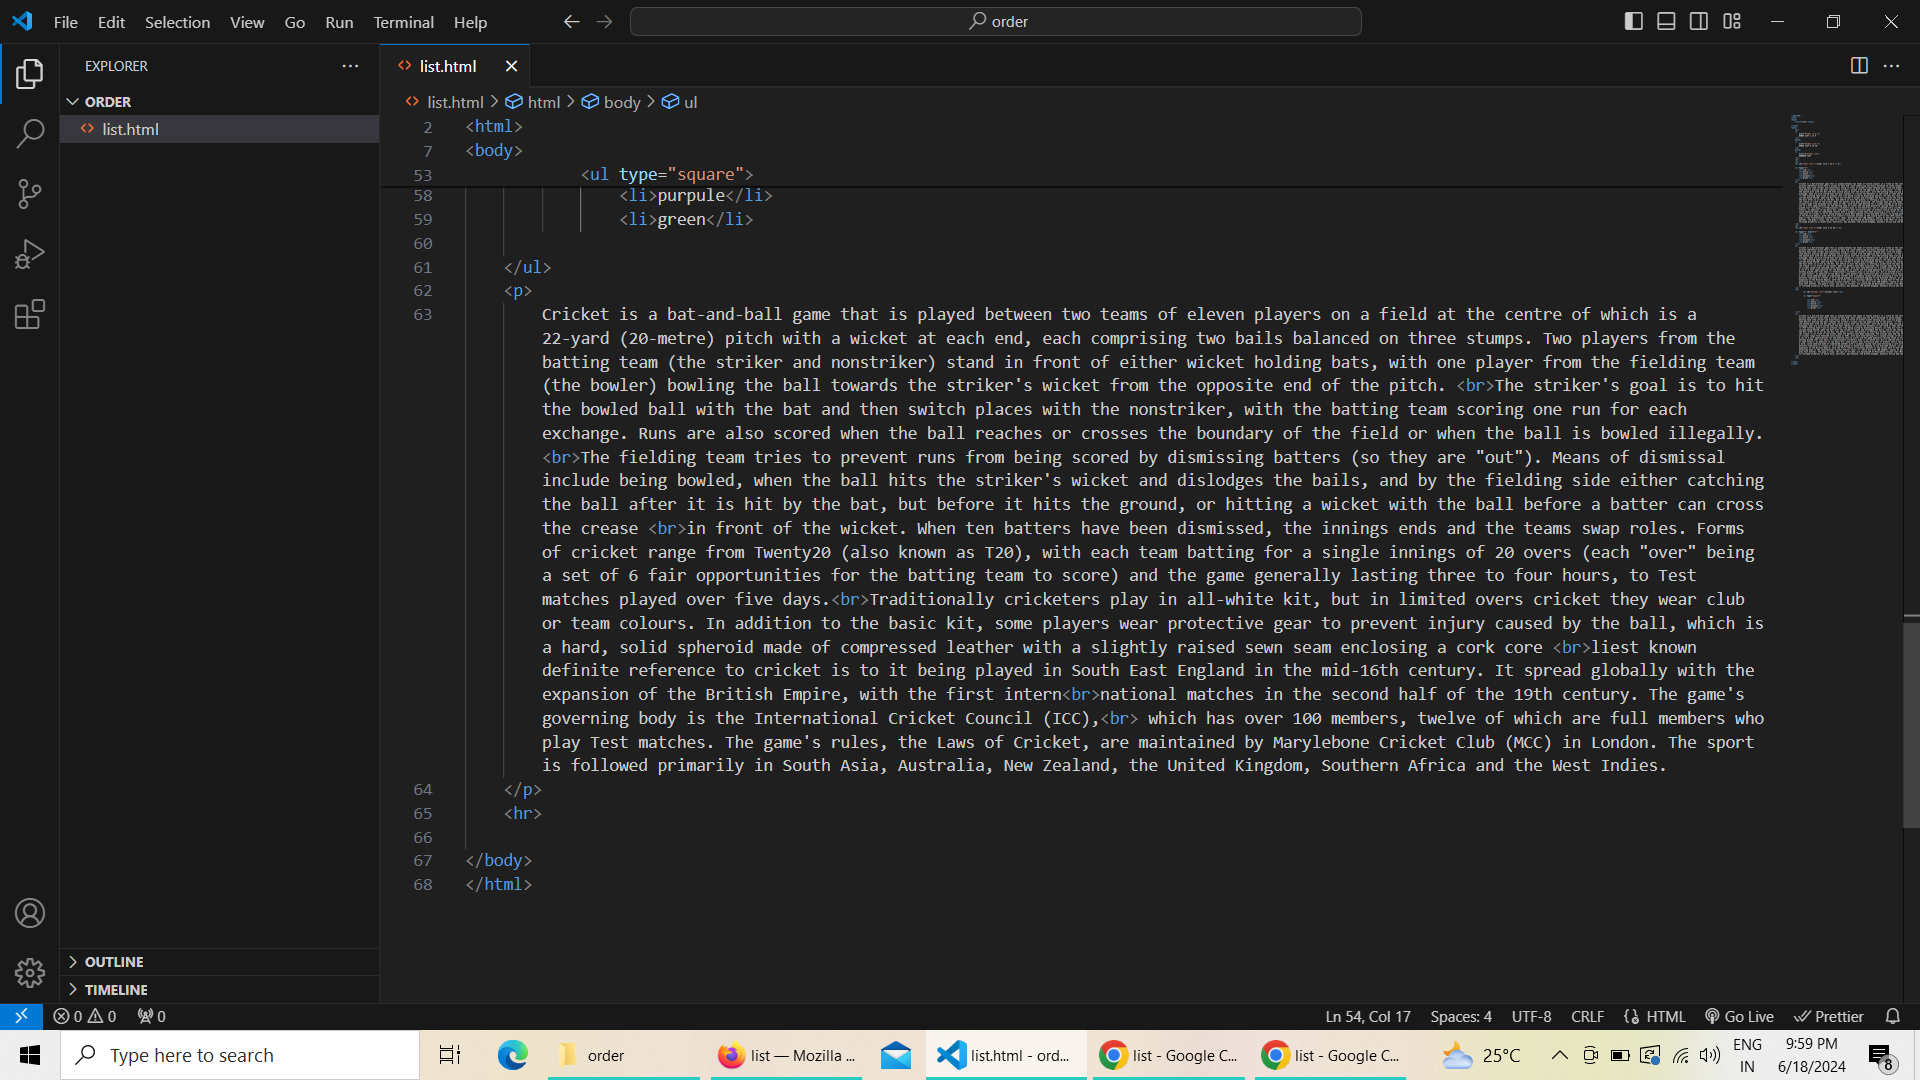 File Edit Selection View Go Run Terminal Help
order
EXPLORER
ORDER
list.html
list.html
list.html > html > body > ul
2 <html>
7 <body>
53 <ul type="square">
58 <li>purpule</li>
59 <li>green</li>
60
61 </ul>
62 <p>
63 Cricket is a bat-and-ball game that is played between two teams of eleven players on a field at the centre of which is a
22-yard (20-metre) pitch with a wicket at each end, each comprising two bails balanced on three stumps. Two players from the
batting team (the striker and nonstriker) stand in front of either wicket holding bats, with one player from the fielding team
(the bowler) bowling the ball towards the striker's wicket from the opposite end of the pitch. <br>The striker's goal is to hit
the bowled ball with the bat and then switch places with the nonstriker, with the batting team scoring one run for each
exchange. Runs are also scored when the ball reaches or crosses the boundary of the field or when the ball is bowled illegally.
<br>The fielding team tries to prevent runs from being scored by dismissing batters (so they are "out"). Means of dismissal
include being bowled, when the ball hits the striker's wicket and dislodges the bails, and by the fielding side either catching
the ball after it is hit by the bat, but before it hits the ground, or hitting a wicket with the ball before a batter can cross
the crease <br>in front of the wicket. When ten batters have been dismissed, the innings ends and the teams swap roles. Forms
of cricket range from Twenty20 (also known as T20), with each team batting for a single innings of 20 overs (each "over" being
a set of 6 fair opportunities for the batting team to score) and the game generally lasting three to four hours, to Test
matches played over five days.<br>Traditionally cricketers play in all-white kit, but in limited overs cricket they wear club
or team colours. In addition to the basic kit, some players wear protective gear to prevent injury caused by the ball, which is
a hard, solid spheroid made of compressed leather with a slightly raised sewn seam enclosing a cork core <br>liest known
definite reference to cricket is to it being played in South East England in the mid-16th century. It spread globally with the
expansion of the British Empire, with the first intern<br>national matches in the second half of the 19th century. The game's
governing body is the International Cricket Council (ICC),<br> which has over 100 members, twelve of which are full members who
play Test matches. The game's rules, the Laws of Cricket, are maintained by Marylebone Cricket Club (MCC) in London. The sport
is followed primarily in South Asia, Australia, New Zealand, the United Kingdom, Southern Africa and the West Indies.
64 </p>
65 <hr>
66
67 </body>
68 </html>
OUTLINE
TIMELINE
0 0 0
Ln 54, Col 17 Spaces: 4 UTF-8 CRLF HTML Go Live Prettier
Type here to search
order
list — Mozilla ...
list.html - ord...
list - Google C...
list - Google C...
25°C
ENG
IN
9:59 PM
6/18/2024
8